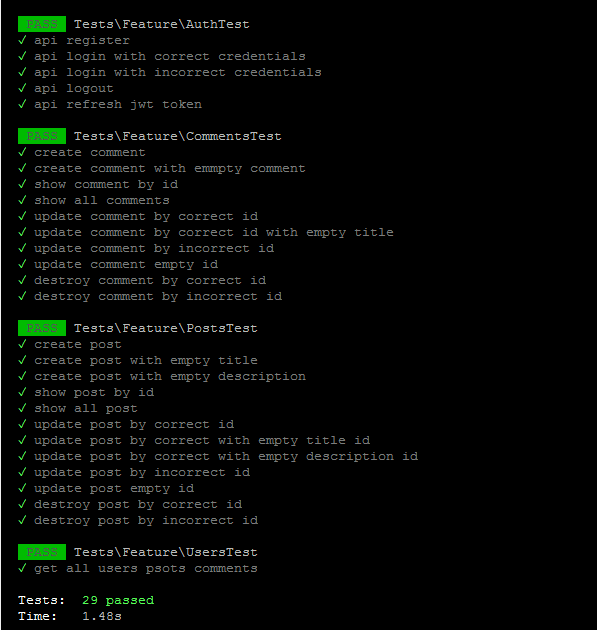 PASS Tests\Feature\AuthTest
✓ api register
✓ api login with correct credentials
✓ api login with incorrect credentials
✓ api logout
✓ api refresh jwt token
PASS Tests\Feature\CommentsTest
✓ create comment
✓ create comment with emmpty comment
✓ show comment by id
✓ show all comments
✓ update comment by correct id
✓ update comment by correct id with empty title
✓ update comment by incorrect id
✓ update comment empty id
✓ destroy comment by correct id
✓ destroy comment by incorrect id
PASS Tests\Feature\PostsTest
✓ create post
✓ create post with empty title
✓ create post with empty description
✓ show post by id
✓ show all post
✓ update post by correct id
✓ update post by correct with empty title id
✓ update post by correct with empty description id
✓ update post by incorrect id
✓ update post empty id
✓ destroy post by correct id
✓ destroy post by incorrect id
PASS Tests\Feature\UsersTest
✓ get all users psots comments
Tests: 29 passed
Time: 1.48s